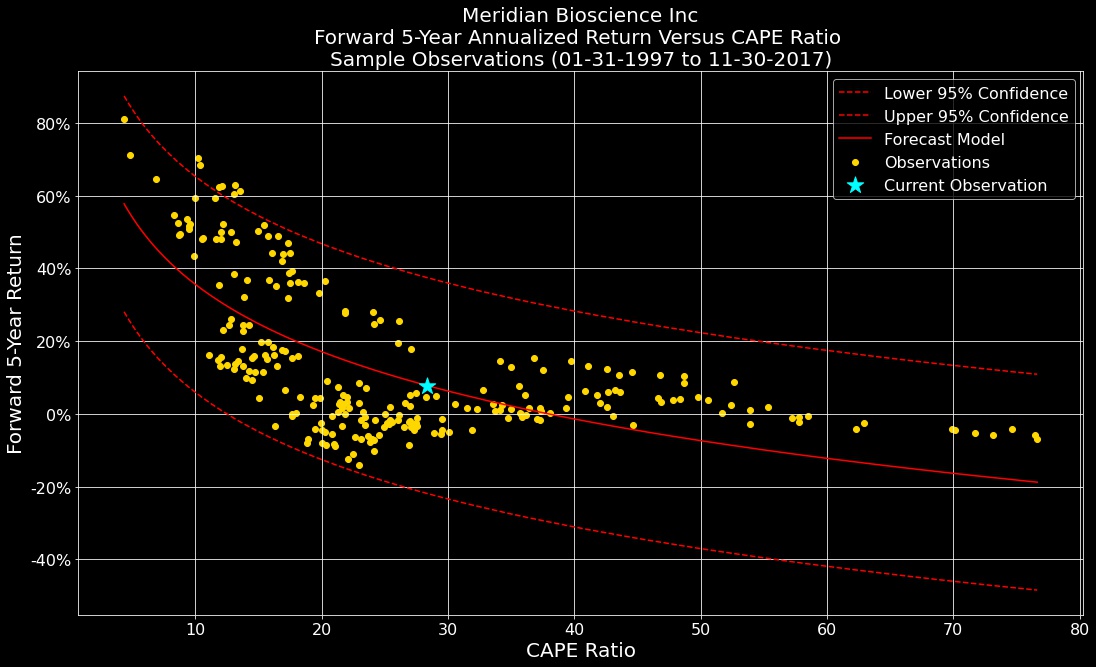 Meridian Bioscience Inc
Forward 5-Year Annualized Return Versus CAPE Ratio
Sample Observations (01-31-1997 to 11-30-2017)
Lower 95% Confidence
Upper 95% Confidence
Forecast Model
Observations
Current Observation
Forward 5-Year Return
80%
60%
40%
20%
0%
-20%
-40%
10
20
30
40
50
60
70
80
CAPE Ratio